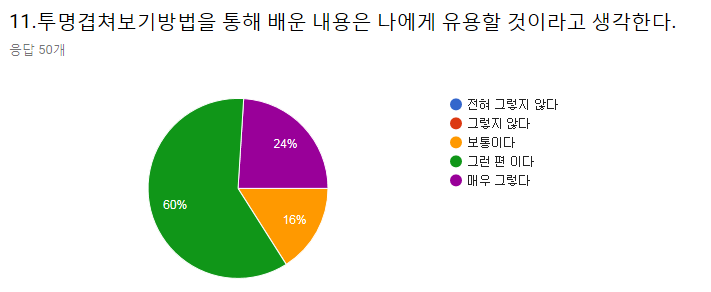 11.투명겹쳐보기방법을 통해 배운 내용은 나에게 유용할 것이라고 생각한다.
응답 50개
전혀 그렇지 않다
그렇지 않다
보통이다
그런 편 이다
매우 그렇다
24%
60%
16%